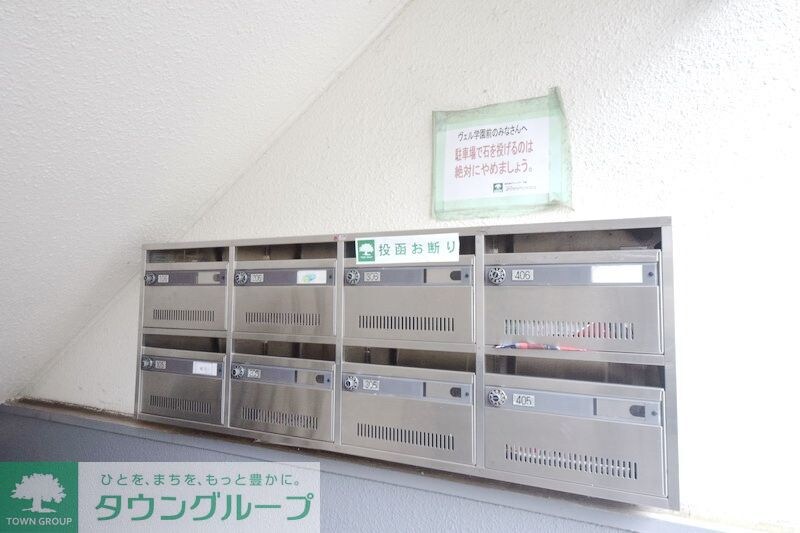 ヴェル学園前のみなさんへ
駐車場で石を投げるのは
絶対にやめましょう。
投函お断り
406
305
405
ひとを、まちを、もっと豊かに。
タウングループ
TOWN GROUP